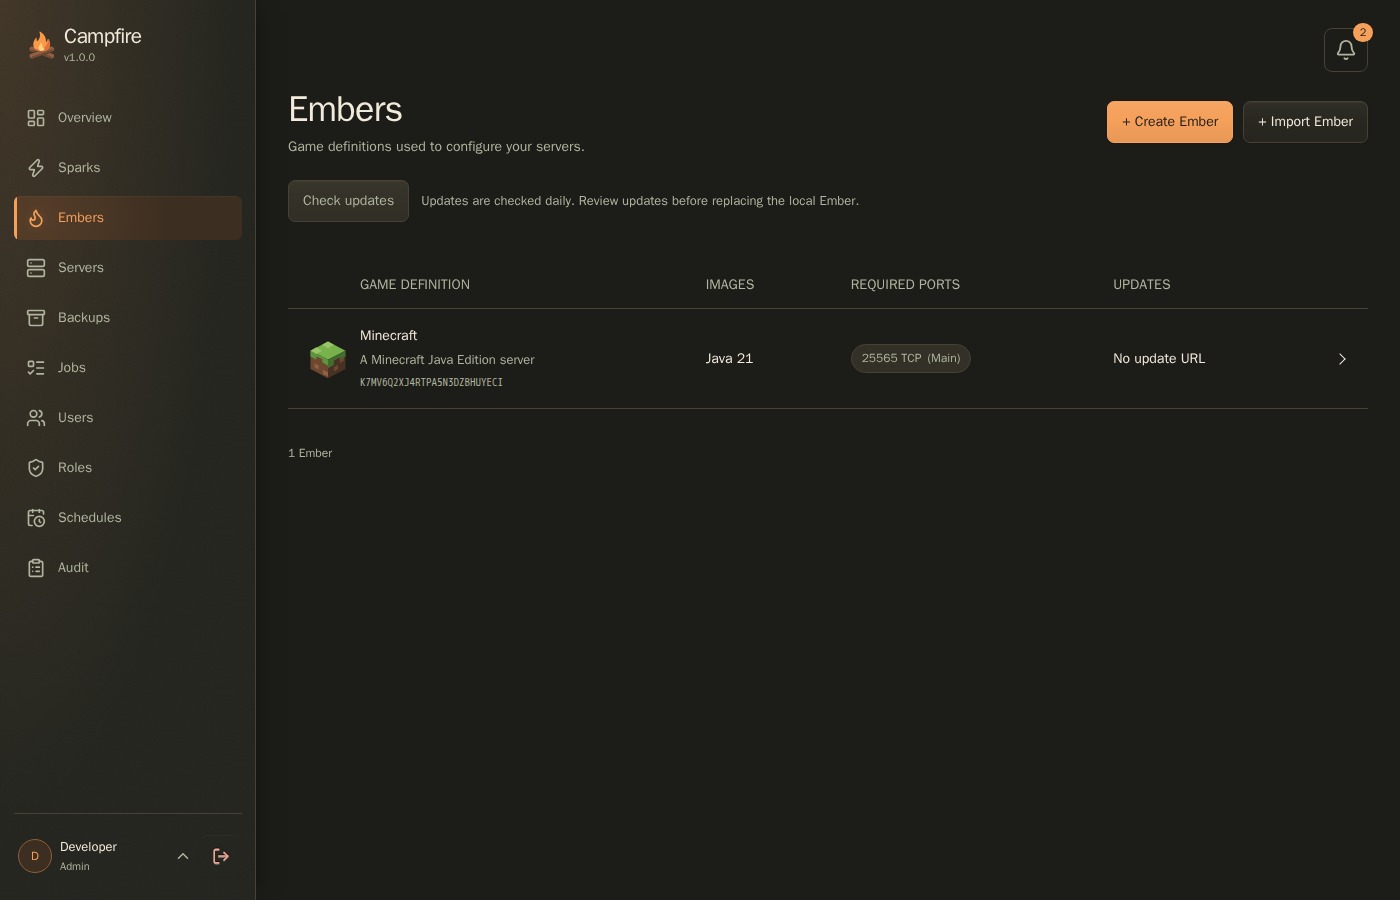 Campfire
v1.0.0
Overview
Sparks
Embers
Servers
Backups
Jobs
Users
Roles
Schedules
Audit
D
Developer
Admin
2
Embers
Game definitions used to configure your servers.
+ Create Ember
+ Import Ember
Check updates
Updates are checked daily. Review updates before replacing the local Ember.
GAME DEFINITION IMAGES REQUIRED PORTS UPDATES
Minecraft
A Minecraft Java Edition server
K7MV6Q2XJ4RTPA5N3DZBHUYECI
Java 21
25565 TCP (Main)
No update URL
1 Ember